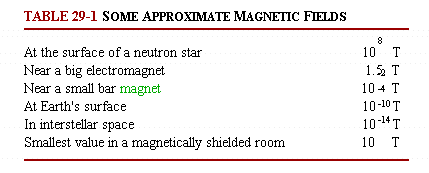 TABLE 29-1 SOME APPROXIMATE MAGNETIC FIELDS
At the surface of a neutron star 10 8 T
Near a big electromagnet 1.5 T
Near a small bar magnet 10 -2 T
At Earth's surface 10 -4 T
In interstellar space 10 -10 T
Smallest value in a magnetically shielded room 10 -14 T